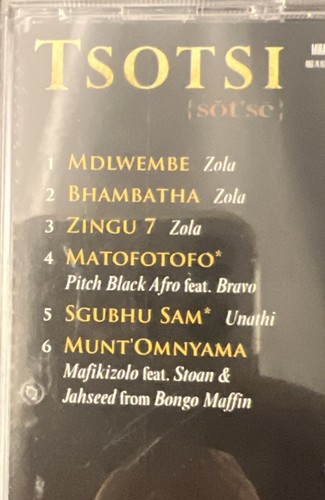 TSOTSI
{sŏt'sē}
1 MDLWEMBE Zola
2 BHAMBATHA Zola
3 ZINGU 7 Zola
4 MATOFOTOFO*
Pitch Black Afro feat. Bravo
5 SGUBHU SAM* Unathi
6 MUNT'OMNYAMA
Mafikizolo feat. Stoan &
Jahseed from Bongo Maffin